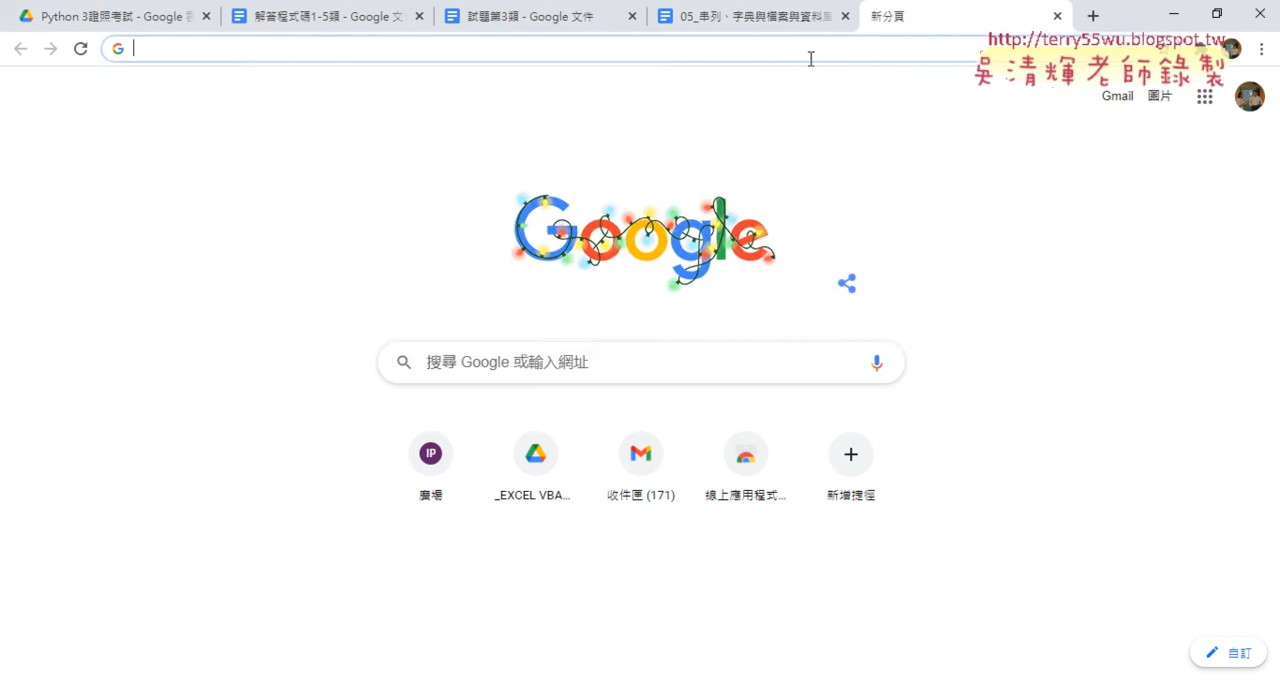 Python 3證照考試 - Google
解答程式碼1-5類 - Google 文
試題第3類 - Google 文件
05_串列、字典與檔案與資料
新分頁
http://terry55wu.blogspot.tw
吳清輝老師錄製
Gmail
圖片
Google
搜尋 Google 或輸入網址
IP
廣場
_EXCEL VBA...
收件匣 (171)
線上應用程式...
新增捷徑
自訂